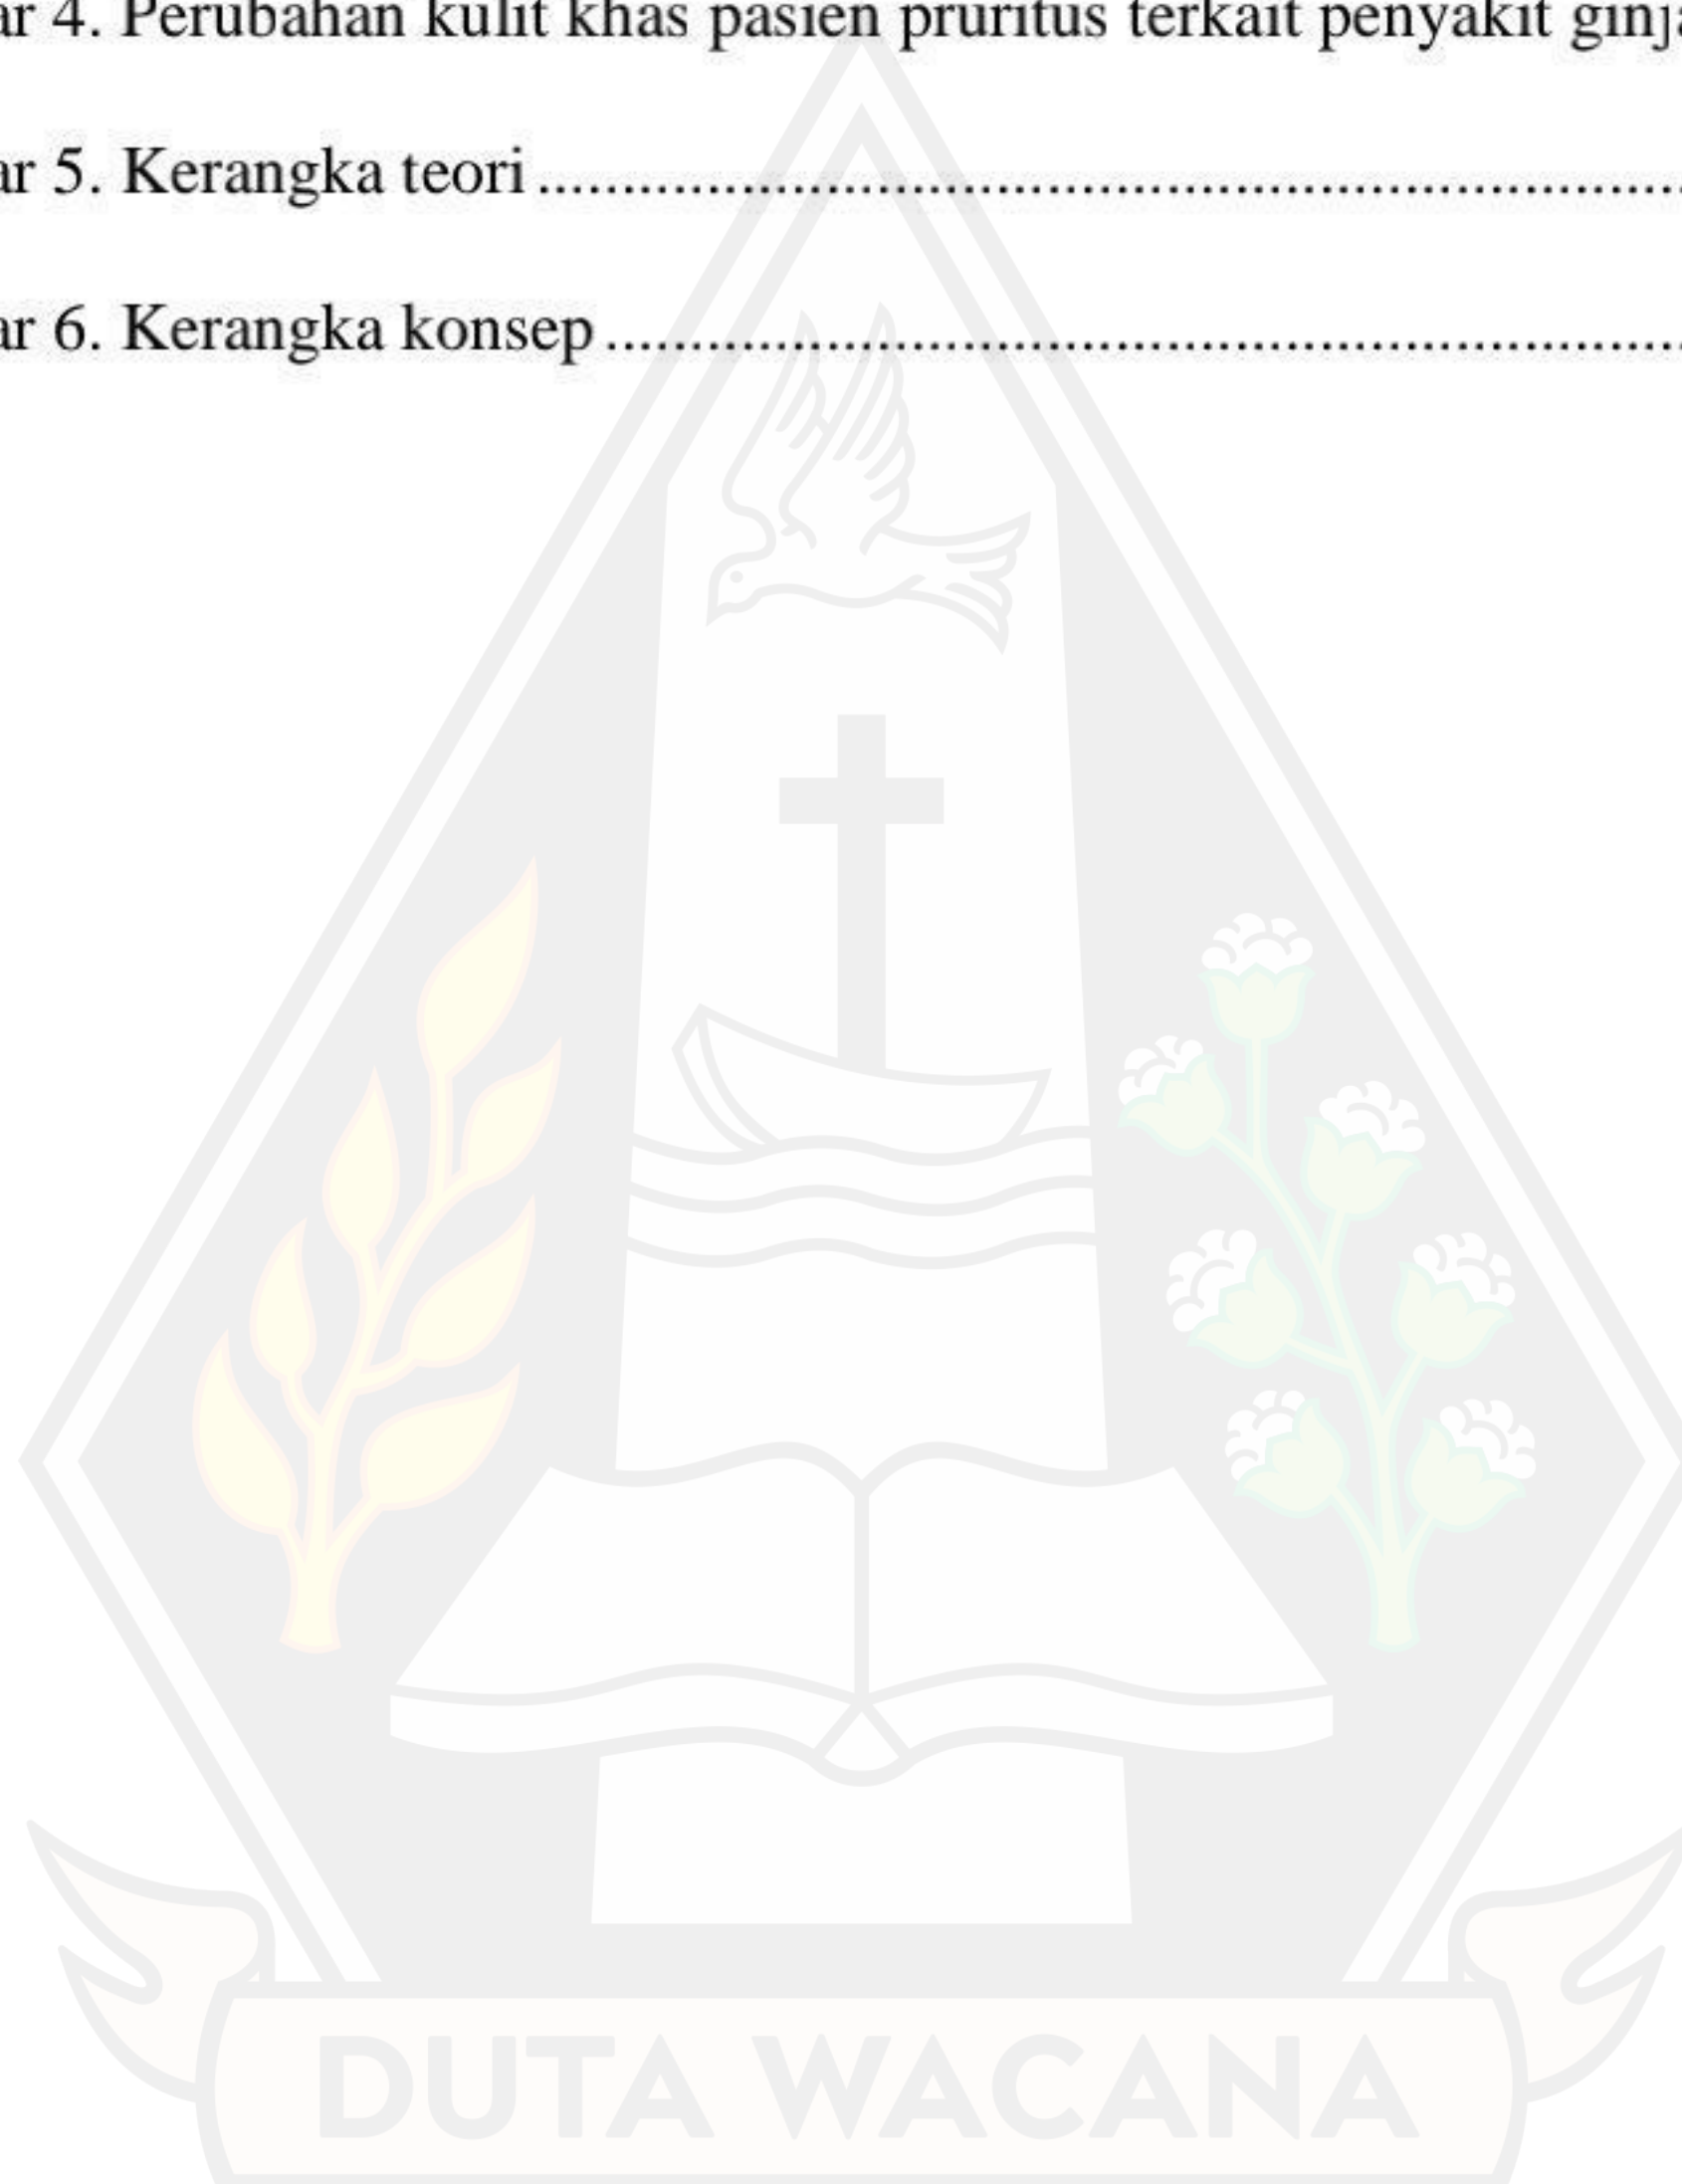 ar 4. Perubahan kulit khas pasien pruritus terkait penyakit ginja
ar 5. Kerangka teori ..........................................................................
ar 6. Kerangka konsep ......................................................................
DUTA WACANA